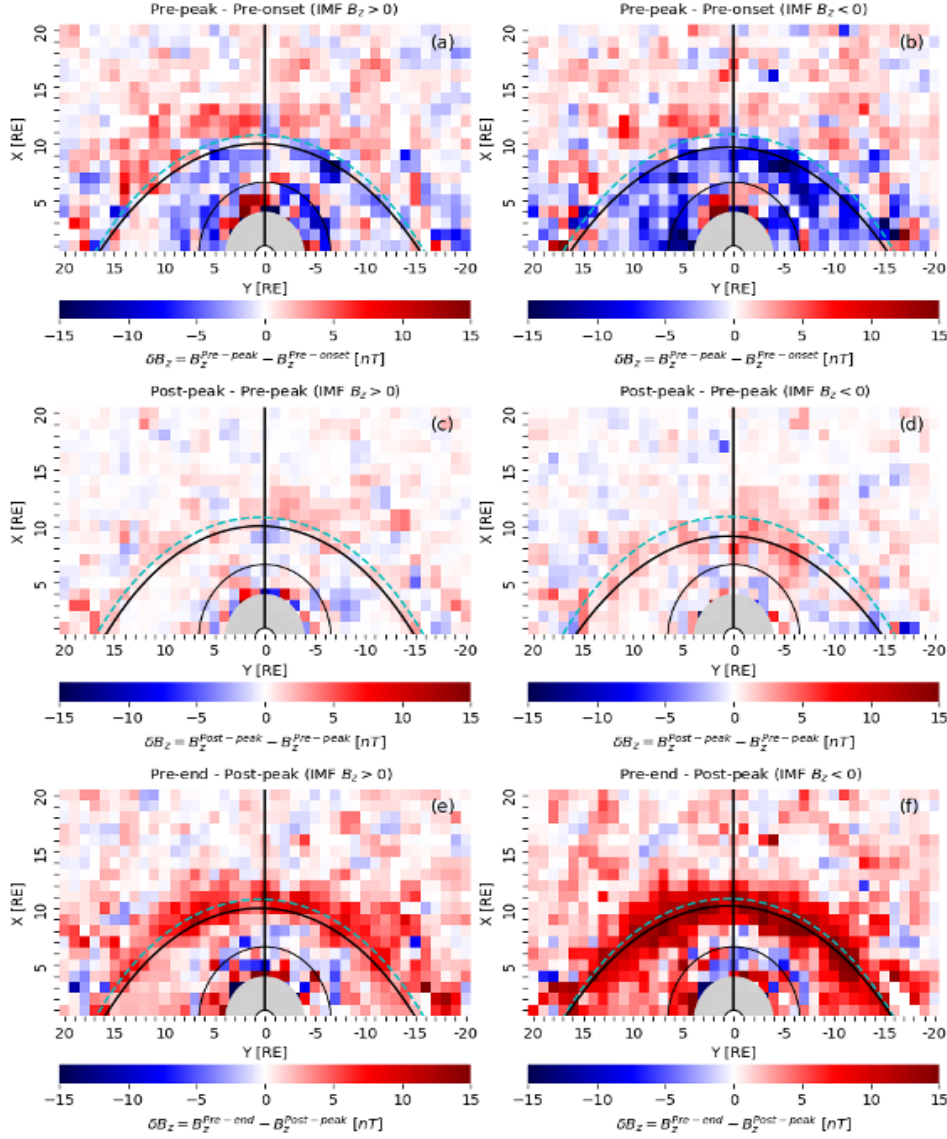 Pre-peak - Pre-onset (IMF B_z > 0)
Pre-peak - Pre-onset (IMF B_z < 0)
(a)
(b)
X [RE]
20
15
10
5
X [RE]
20
15
10
5
20 15 10 5 0 -5 -10 -15 -20
20 15 10 5 0 -5 -10 -15 -20
Y [RE]
Y [RE]
−15 −10 −5 0 5 10 15
−15 −10 −5 0 5 10 15
δB_z = B_z^{Pre−peak} − B_z^{Pre−onset} [nT]
δB_z = B_z^{Pre−peak} − B_z^{Pre−onset} [nT]
Post-peak - Pre-peak (IMF B_z > 0)
Post-peak - Pre-peak (IMF B_z < 0)
(c)
(d)
X [RE]
20
15
10
5
X [RE]
20
15
10
5
20 15 10 5 0 -5 -10 -15 -20
20 15 10 5 0 -5 -10 -15 -20
Y [RE]
Y [RE]
−15 −10 −5 0 5 10 15
−15 −10 −5 0 5 10 15
δB_z = B_z^{Post−peak} − B_z^{Pre−peak} [nT]
δB_z = B_z^{Post−peak} − B_z^{Pre−peak} [nT]
Pre-end - Post-peak (IMF B_z > 0)
Pre-end - Post-peak (IMF B_z < 0)
(e)
(f)
X [RE]
20
15
10
5
X [RE]
20
15
10
5
20 15 10 5 0 -5 -10 -15 -20
20 15 10 5 0 -5 -10 -15 -20
Y [RE]
Y [RE]
−15 −10 −5 0 5 10 15
−15 −10 −5 0 5 10 15
δB_z = B_z^{Pre−end} − B_z^{Post−peak} [nT]
δB_z = B_z^{Pre−end} − B_z^{Post−peak} [nT]